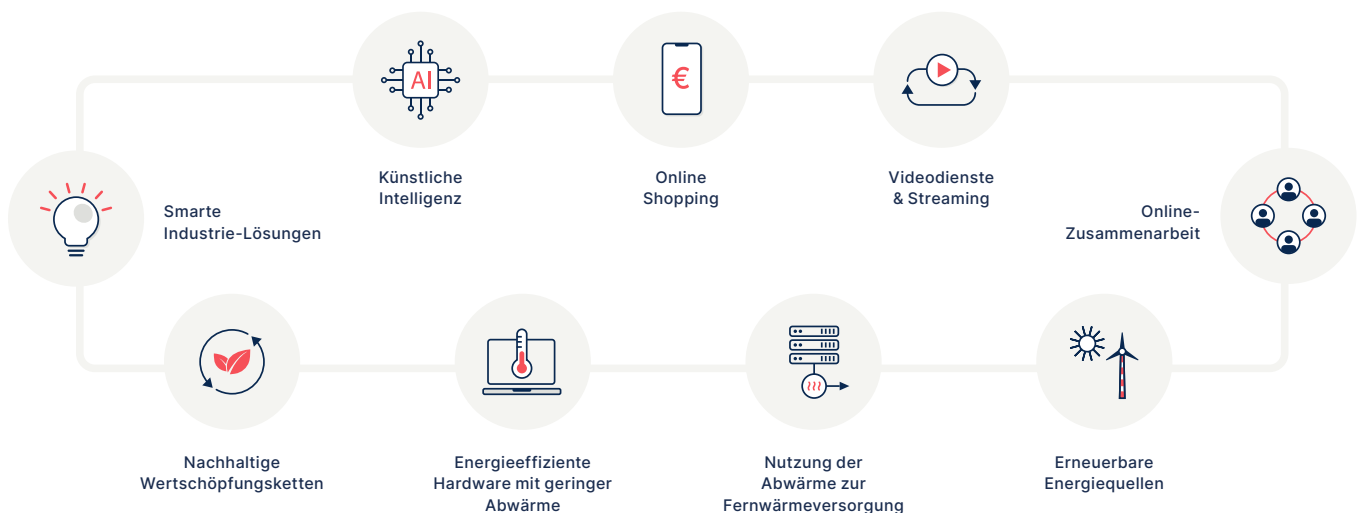 AI
€
Künstliche
Intelligenz
Online
Shopping
Videodienste
& Streaming
Smarte
Industrie-Lösungen
Online-
Zusammenarbeit
Nachhaltige
Wertschöpfungsketten
Energieeffiziente
Hardware mit geringer
Abwärme
Nutzung der
Abwärme zur
Fernwärmeversorgung
Erneuerbare
Energiequellen